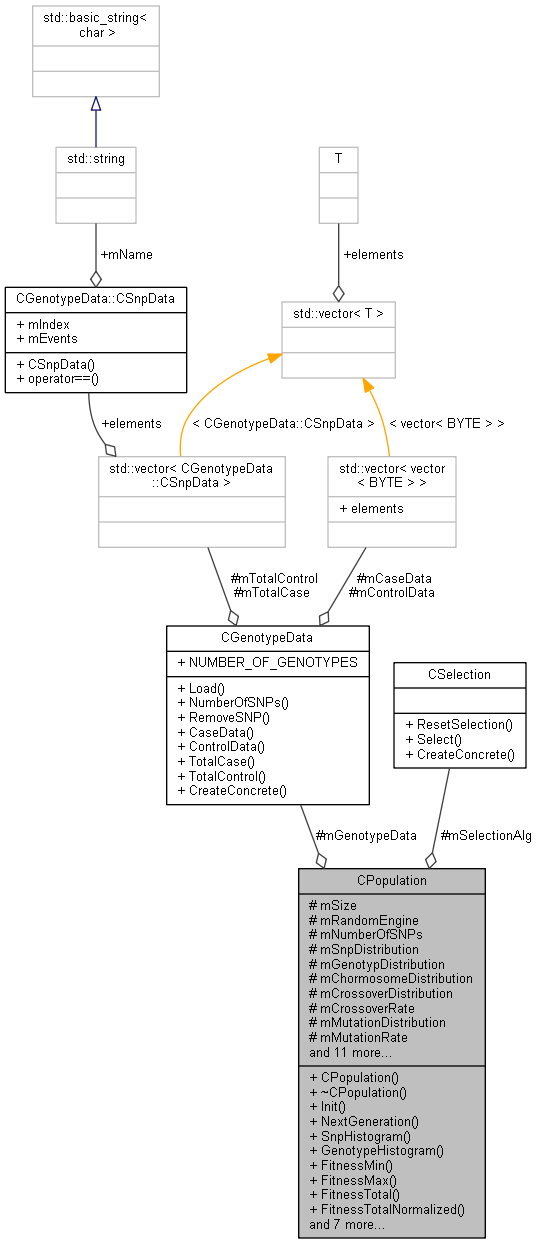 std::basic_string<
char >
std::string
T
+mName
+elements
CGenotypeData::CSnpData
+ mIndex
+ mEvents
+ CSnpData()
+ operator==()
std::vector< T >
+elements
< CGenotypeData::CSnpData >
< vector< BYTE > >
std::vector< CGenotypeData
::CSnpData >
std::vector< vector
< BYTE > >
+ elements
#mTotalControl
#mTotalCase
#mCaseData
#mControlData
CGenotypeData
+ NUMBER_OF_GENOTYPES
+ Load()
+ NumberOfSNPs()
+ RemoveSNP()
+ CaseData()
+ ControlData()
+ TotalCase()
+ TotalControl()
+ CreateConcrete()
CSelection
+ ResetSelection()
+ Select()
+ CreateConcrete()
#mGenotypeData
#mSelectionAlg
CPopulation
# mSize
# mRandomEngine
# mNumberOfSNPs
# mSnpDistribution
# mGenotypDistribution
# mChormosomeDistribution
# mCrossoverDistribution
# mCrossoverRate
# mMutationDistribution
# mMutationRate
and 11 more...
+ CPopulation()
+ ~CPopulation()
+ Init()
+ NextGeneration()
+ SnpHistogram()
+ GenotypeHistogram()
+ FitnessMin()
+ FitnessMax()
+ FitnessTotal()
+ FitnessTotalNormalized()
and 7 more...